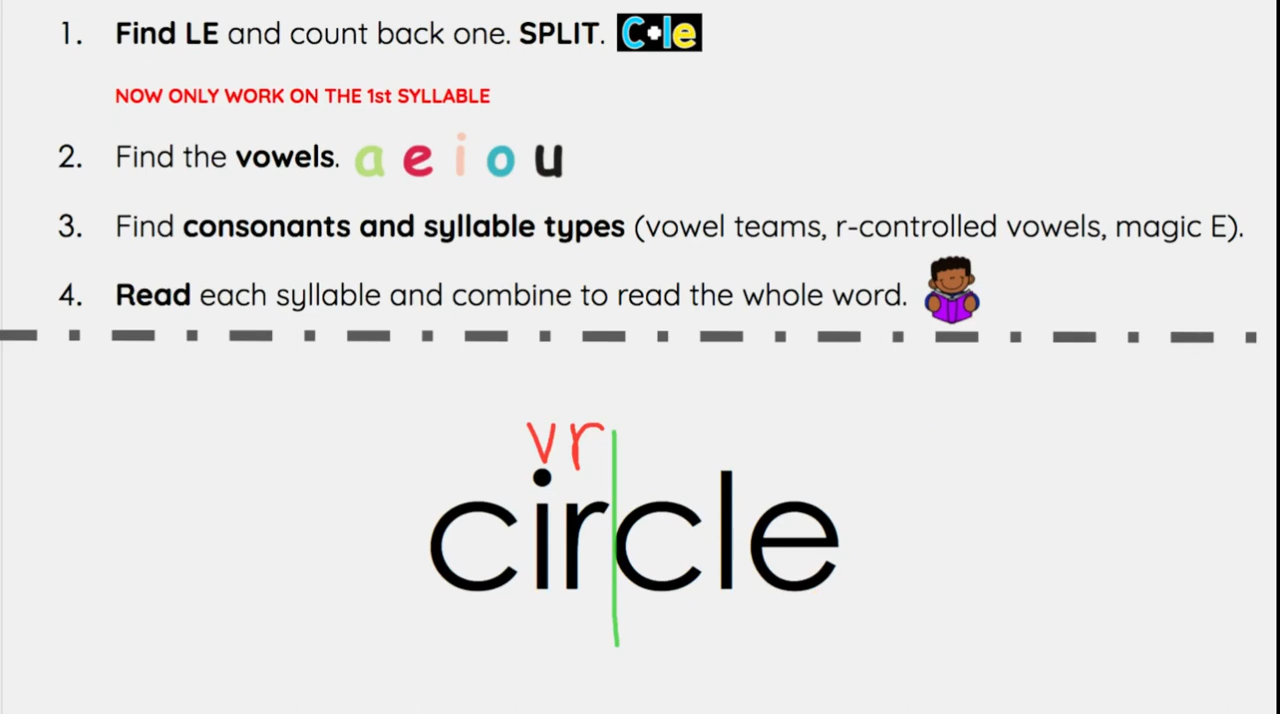 1. Find LE and count back one. SPLIT. C+le
NOW ONLY WORK ON THE 1st SYLLABLE
2. Find the vowels. a e i o u
3. Find consonants and syllable types (vowel teams, r-controlled vowels, magic E).
4. Read each syllable and combine to read the whole word.
vr
circle